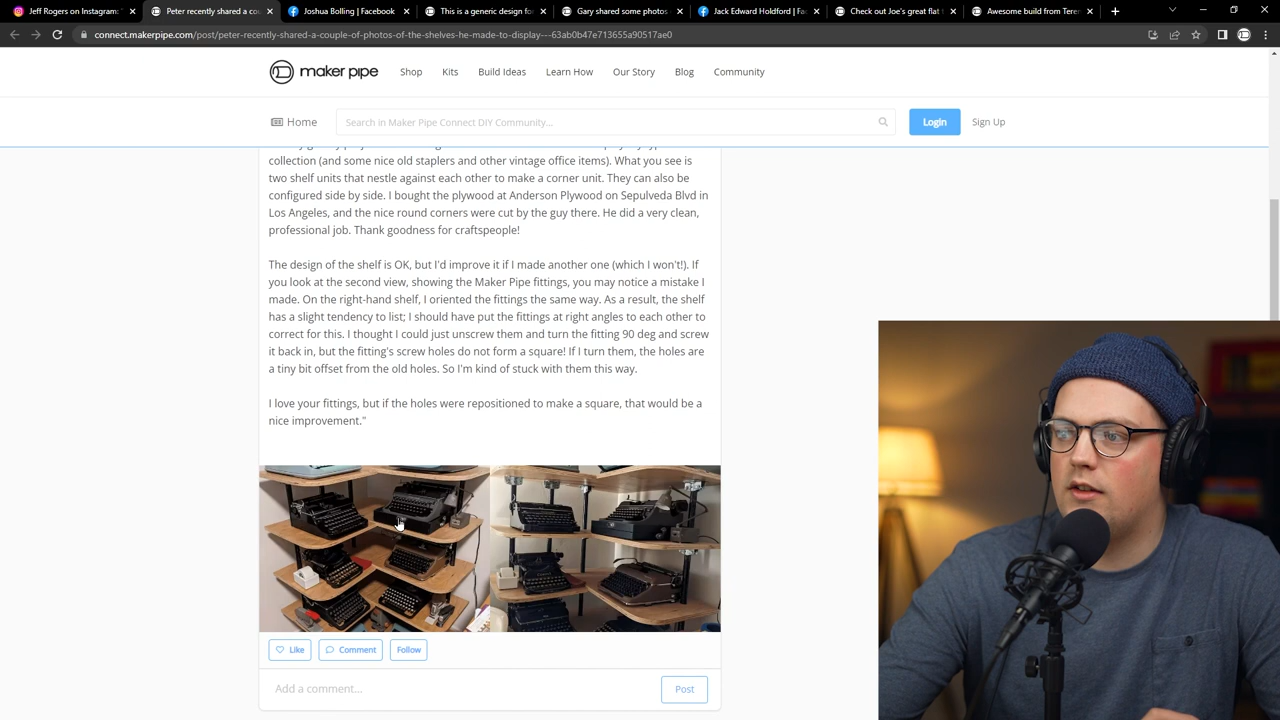 Jeff Rogers on Instagram: "
Peter recently shared a cou
Joshua Bolling | Facebook
This is a generic design fo
Gary shared some photos
Jack Edward Holdford | Fac
Check out Joe's great flat t
Awesome build from Teren
connect.makerpipe.com/post/peter-recently-shared-a-couple-of-photos-of-the-shelves-he-made-to-display---63ab0b47e713655a90517ae0
maker pipe Shop Kits Build Ideas Learn How Our Story Blog Community
Home Search in Maker Pipe Connect DIY Community... Login Sign Up
collection (and some nice old staplers and other vintage office items). What you see is
two shelf units that nestle against each other to make a corner unit. They can also be
configured side by side. I bought the plywood at Anderson Plywood on Sepulveda Blvd in
Los Angeles, and the nice round corners were cut by the guy there. He did a very clean,
professional job. Thank goodness for craftspeople!
The design of the shelf is OK, but I'd improve it if I made another one (which I won't!). If
you look at the second view, showing the Maker Pipe fittings, you may notice a mistake I
made. On the right-hand shelf, I oriented the fittings the same way. As a result, the shelf
has a slight tendency to list; I should have put the fittings at right angles to each other to
correct for this. I thought I could just unscrew them and turn the fitting 90 deg and screw
it back in, but the fitting's screw holes do not form a square! If I turn them, the holes are
a tiny bit offset from the old holes. So I'm kind of stuck with them this way.
I love your fittings, but if the holes were repositioned to make a square, that would be a
nice improvement."
Like Comment Follow
Add a comment... Post